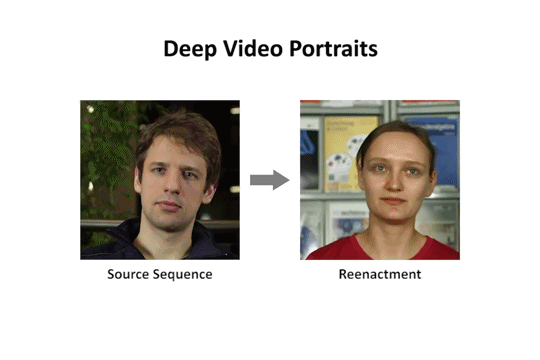 Deep Video Portraits
Source Sequence
Reenactment